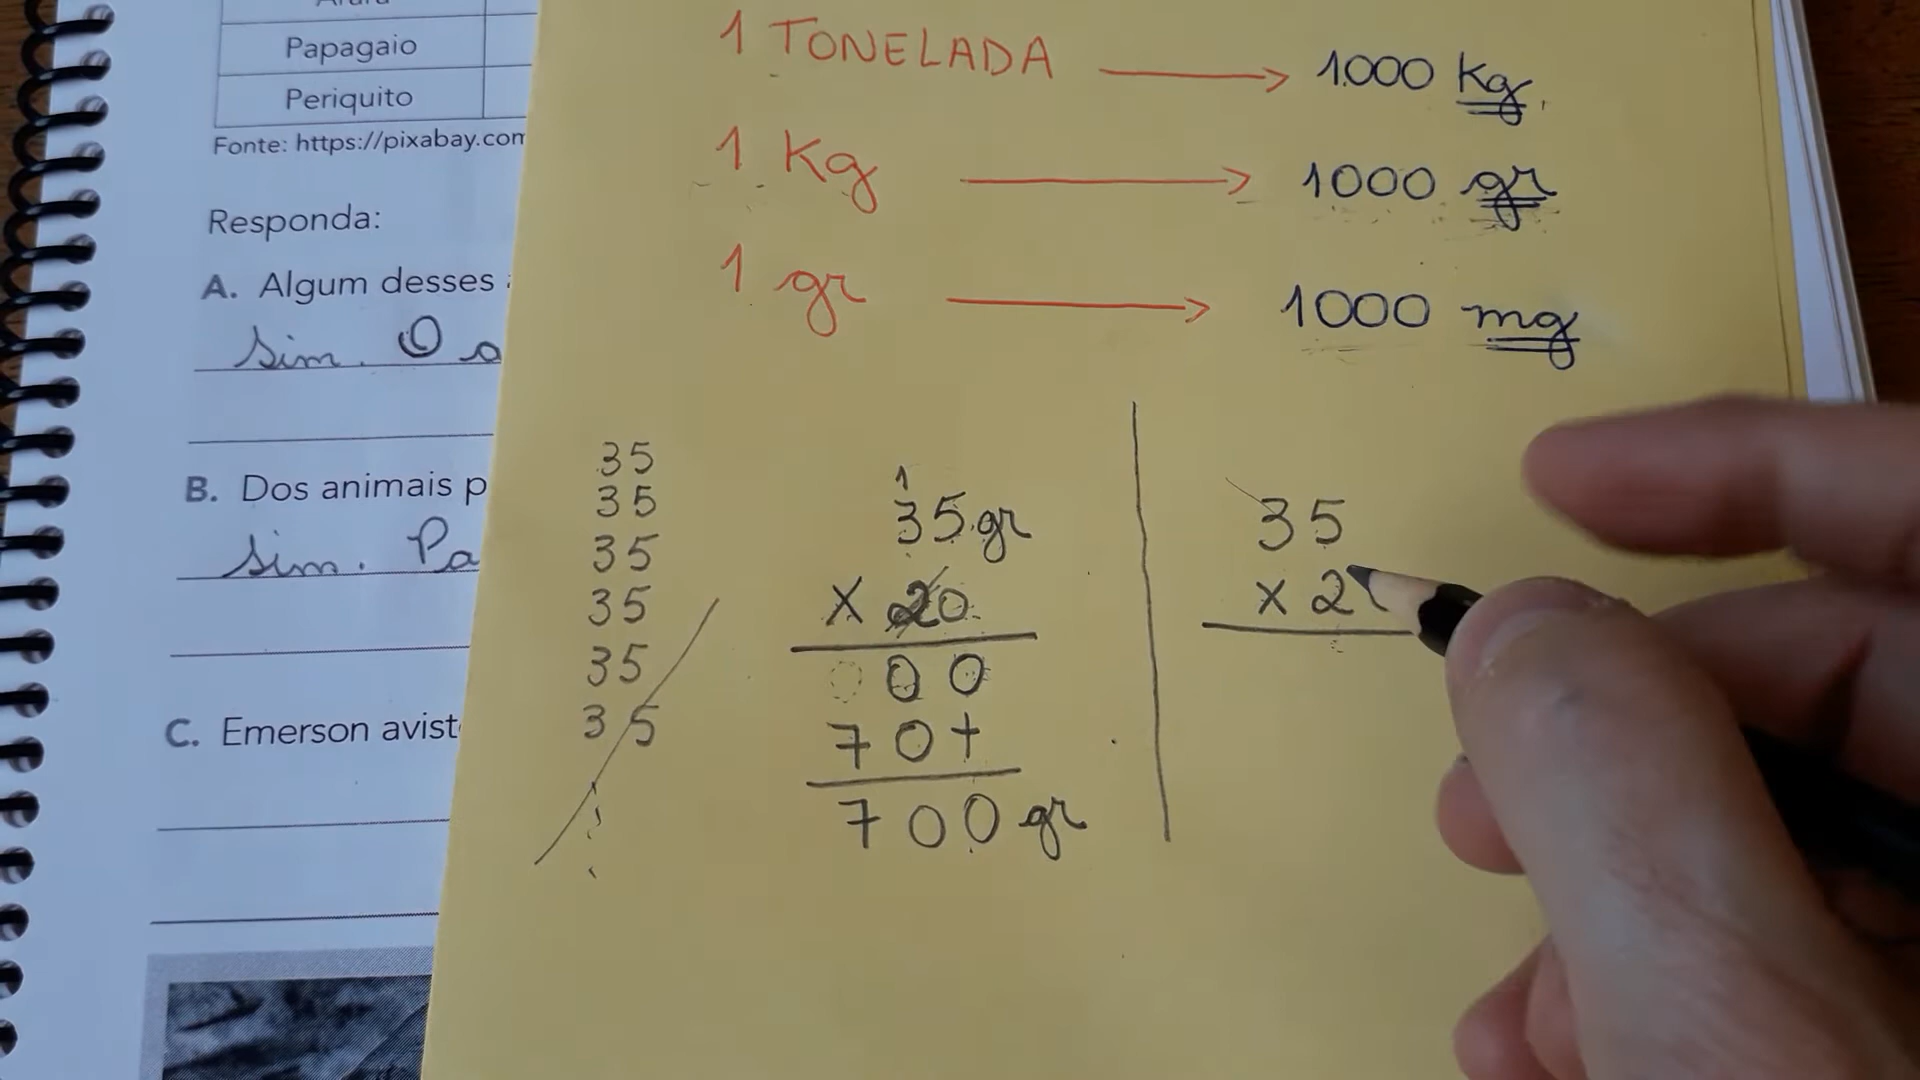 Papagaio
Periquito
Fonte: https://pixabay.com
Responda:
A. Algum desses
Sim. O a
B. Dos animais p
Sim. Pa
C. Emerson avist
1 TONELADA → 1.000 Kg.
1 Kg → 1000 gr
1 gr → 1000 mg
35
35
35
35
35
35
1
35 gr
X 20
000
70+
700 gr
35
x 2